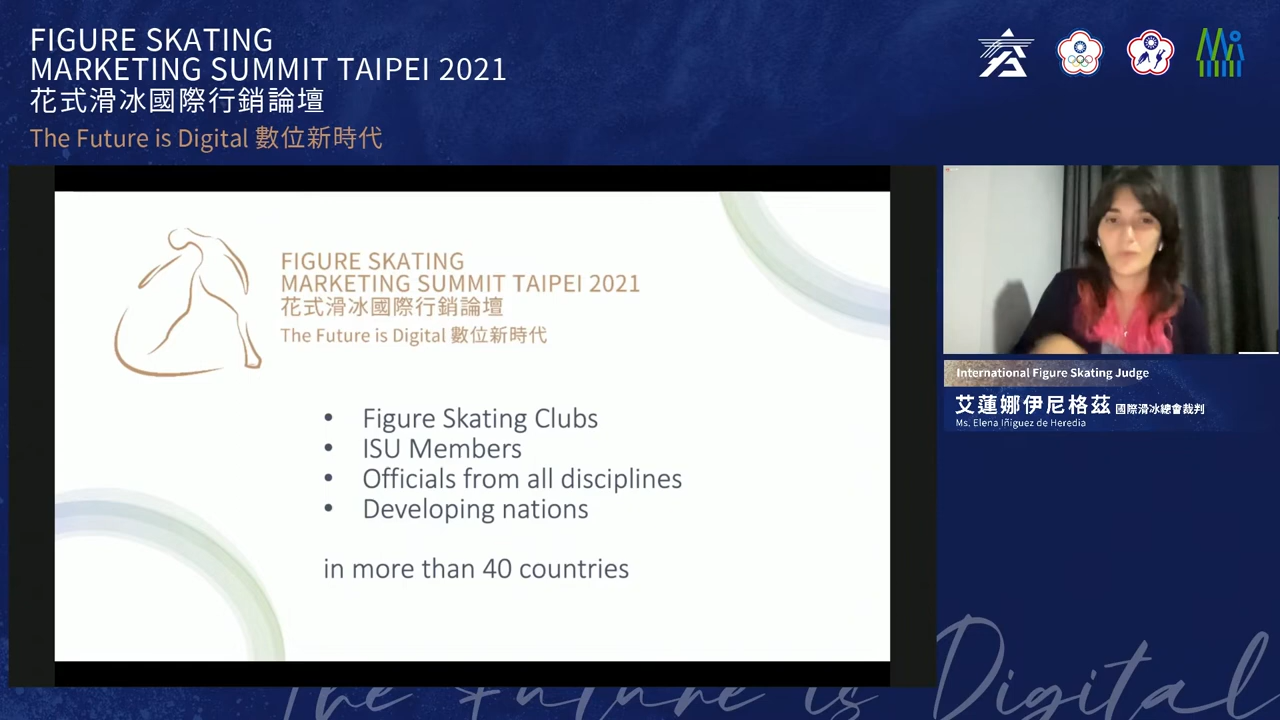 FIGURE SKATING
MARKETING SUMMIT TAIPEI 2021
花式滑冰國際行銷論壇
The Future is Digital 數位新時代
FIGURE SKATING
MARKETING SUMMIT TAIPEI 2021
花式滑冰國際行銷論壇
The Future is Digital 數位新時代
• Figure Skating Clubs
• ISU Members
• Officials from all disciplines
• Developing nations
in more than 40 countries
International Figure Skating Judge
艾蓮娜伊尼格茲 國際滑冰總會裁判
Ms. Elena Iñiguez de Heredia
The Future is Digital